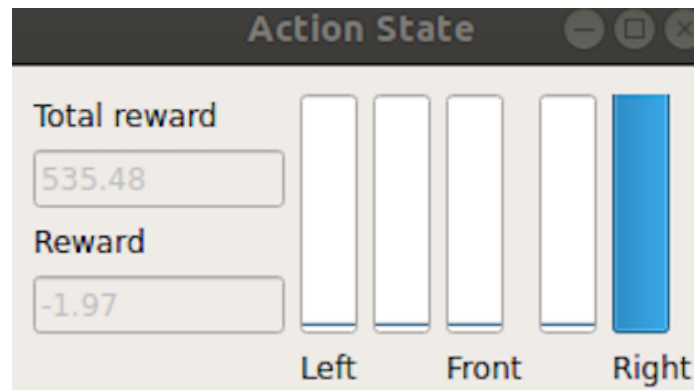 Action State
Total reward
535.48
Reward
-1.97
Left Front Right